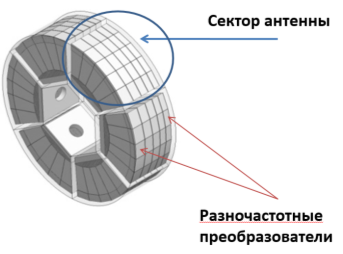 Сектор антенны
Разночастотные
преобразователи